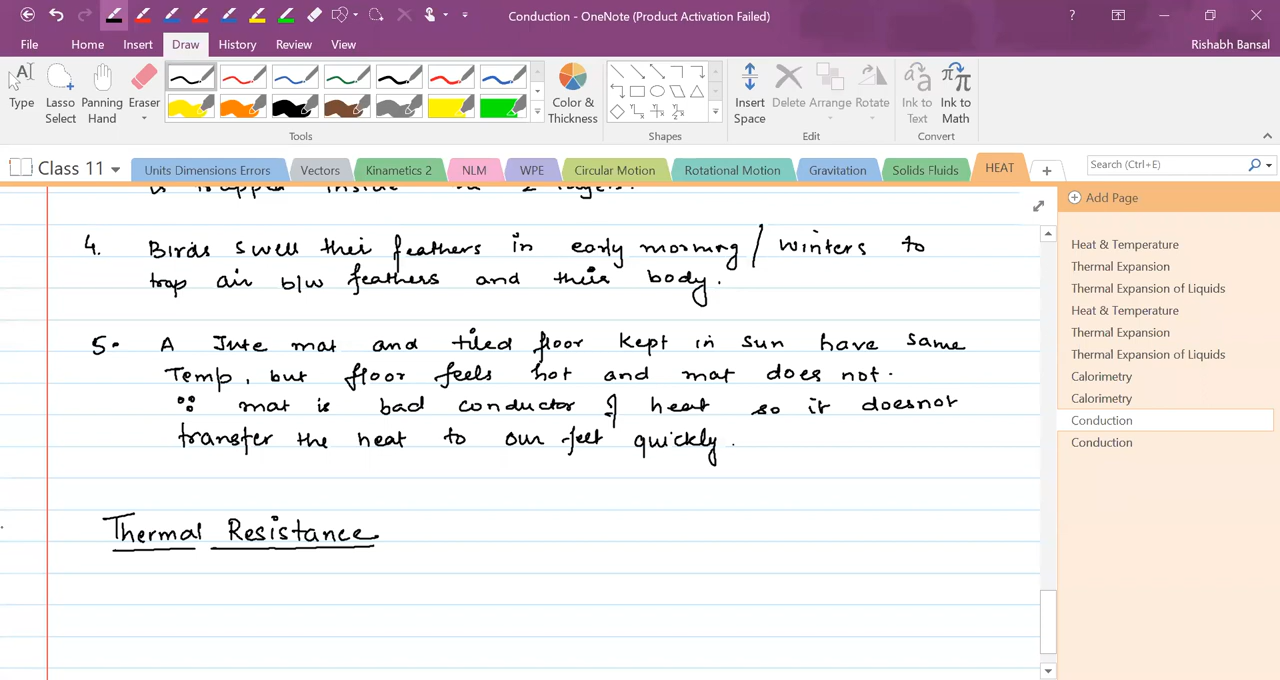 Conduction - OneNote (Product Activation Failed)
File Home Insert Draw History Review View
Rishabh Bansal
Type
Lasso Select
Panning Hand
Eraser
Color & Thickness
Insert Space
Delete
Arrange
Rotate
Ink to Text
Ink to Math
Tools
Shapes
Edit
Convert
Class 11
Units Dimensions Errors
Vectors
Kinametics 2
NLM
WPE
Circular Motion
Rotational Motion
Gravitation
Solids Fluids
HEAT
Search (Ctrl+E)
Add Page
Heat & Temperature
Thermal Expansion
Thermal Expansion of Liquids
Heat & Temperature
Thermal Expansion
Thermal Expansion of Liquids
Calorimetry
Calorimetry
Conduction
Conduction
is trapped inside 2 layers.
4. Birds swell their feathers in early morning / winters to
trap air b/w feathers and their body.
5. A Jute mat and tiled floor kept in sun have same
Temp, but floor feels hot and mat does not.
∵ mat is bad conductor of heat so it doesnot
transfer the heat to our feet quickly.
Thermal Resistance